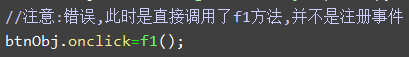 //注意:错误,此时是直接调用了f1方法,并不是注册事件
btnObj.onclick=f1();